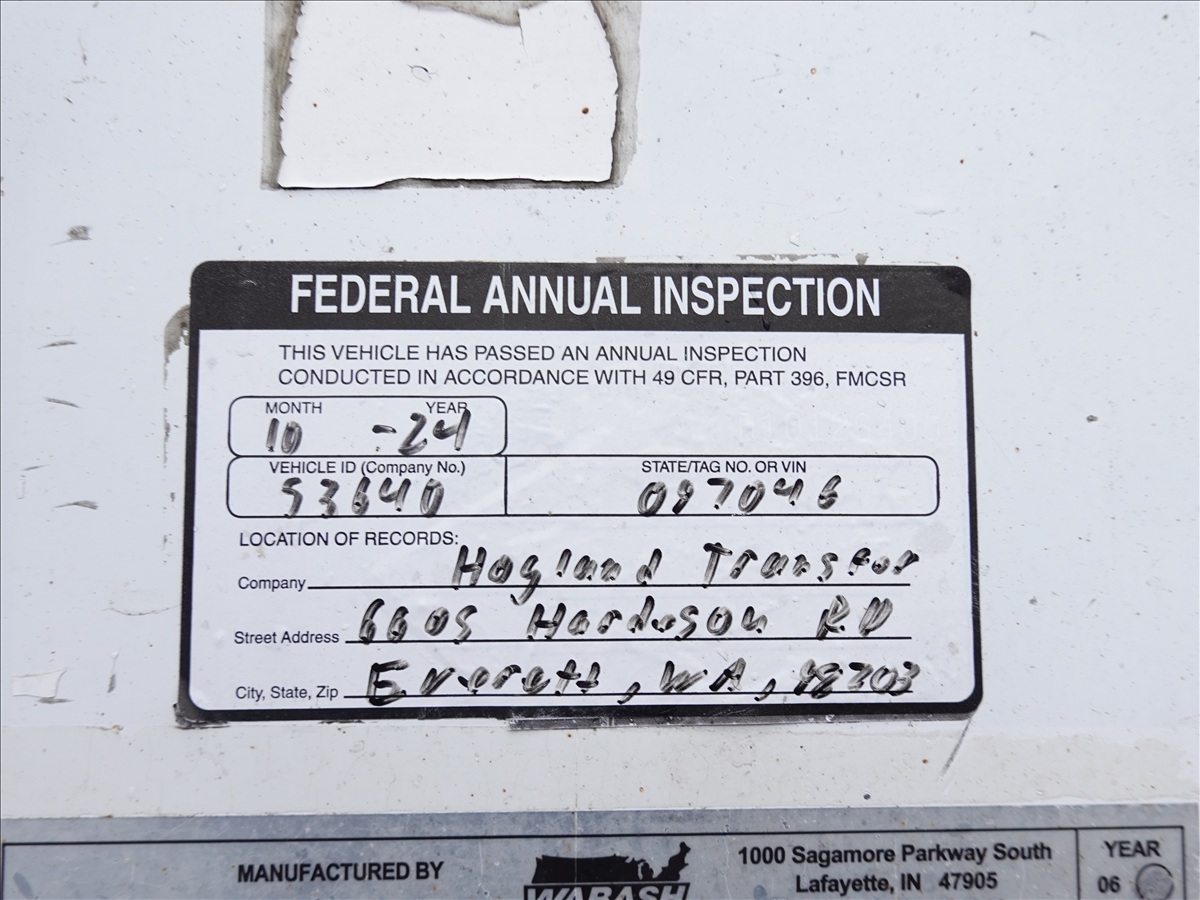 FEDERAL ANNUAL INSPECTION
THIS VEHICLE HAS PASSED AN ANNUAL INSPECTION
CONDUCTED IN ACCORDANCE WITH 49 CFR, PART 396, FMCSR
MONTH YEAR
10 -24
VEHICLE ID (Company No.) STATE/TAG NO. OR VIN
53640 097046
LOCATION OF RECORDS:
Company Hogland Transfer
Street Address 6605 Hardeson RD
City, State, Zip Everett, WA, 98203
MANUFACTURED BY WABASH 1000 Sagamore Parkway South YEAR
Lafayette, IN 47905 06